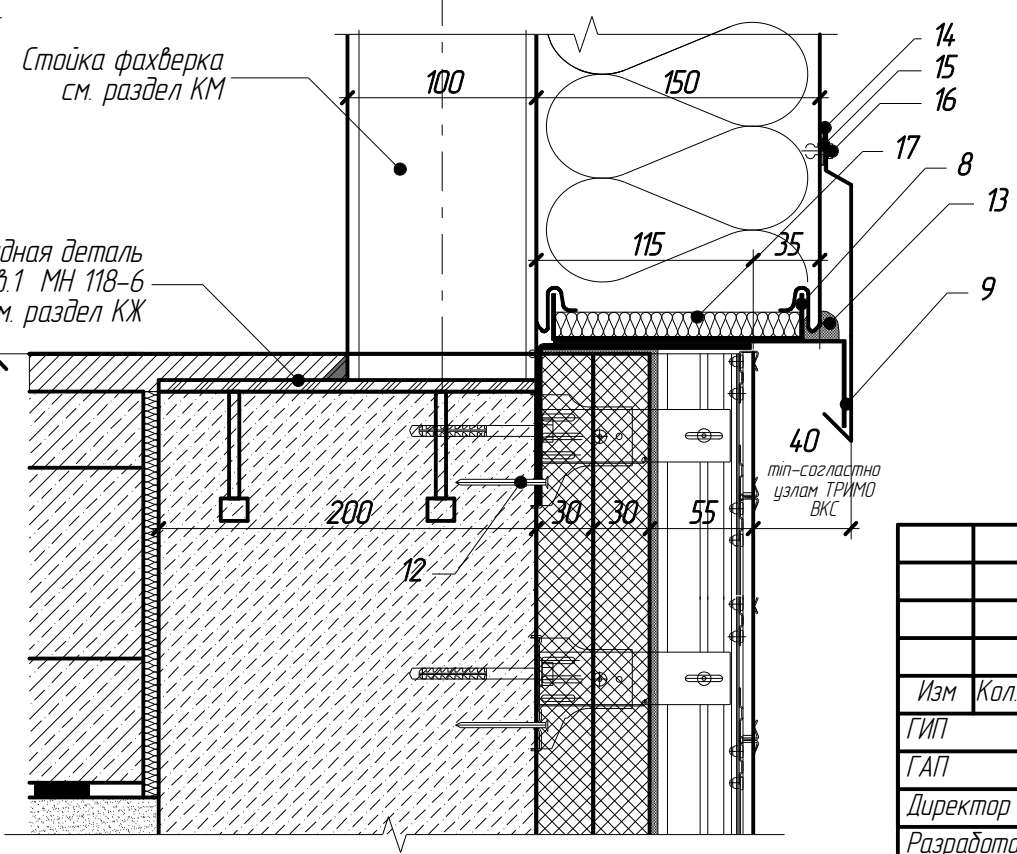 Стойка фахверка
см. раздел КМ
100
150
14
15
16
17
8
13
9
115
35
дная деталь
в.1 МН 118-6
м. раздел КЖ
40
min-согластно
узлам ТРИМО
ВКС
200
30
30
55
12
Изм
Кол.
ГИП
ГАП
Директор
Разработа